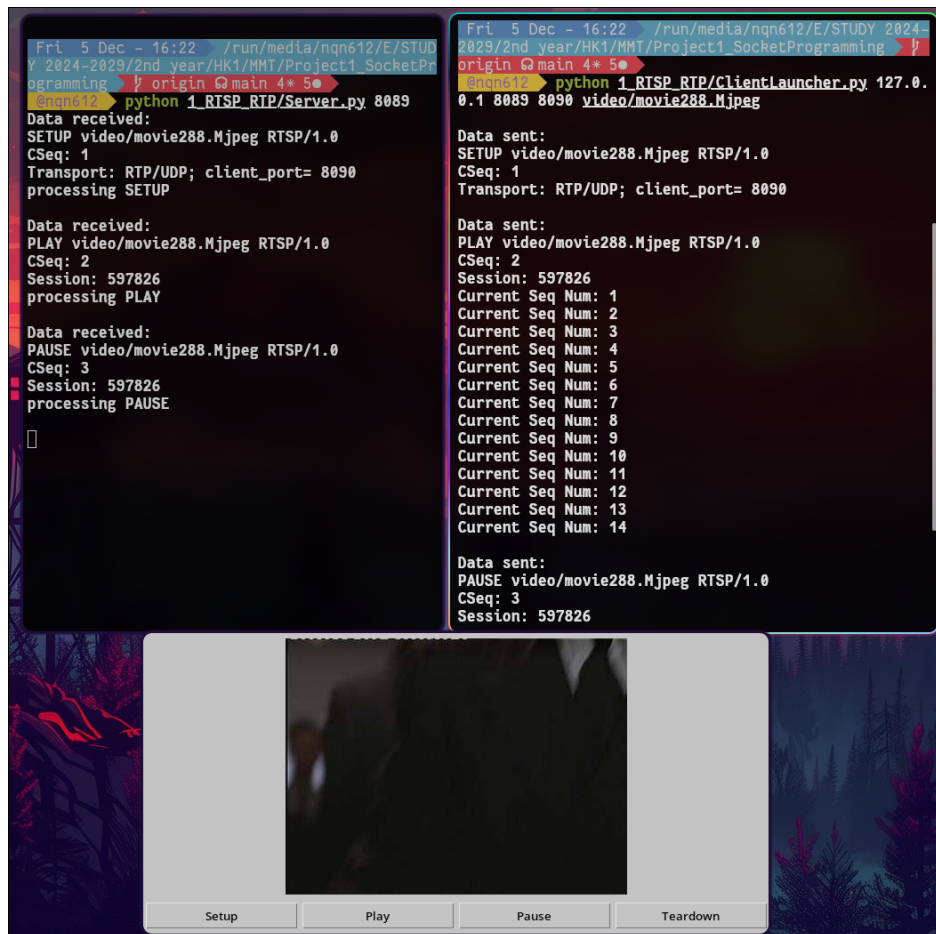 Fri 5 Dec - 16:22 /run/media/nqn612/E/STUD
Y 2024-2029/2nd year/HK1/MMT/Project1_SocketPr
ogramming origin main 4* 5●
@nqn612 python 1_RTSP_RTP/Server.py 8089
Data received:
SETUP video/movie288.Mjpeg RTSP/1.0
CSeq: 1
Transport: RTP/UDP; client_port= 8090
processing SETUP
Data received:
PLAY video/movie288.Mjpeg RTSP/1.0
CSeq: 2
Session: 597826
processing PLAY
Data received:
PAUSE video/movie288.Mjpeg RTSP/1.0
CSeq: 3
Session: 597826
processing PAUSE
Fri 5 Dec - 16:22 /run/media/nqn612/E/STUDY 2024-
2029/2nd year/HK1/MMT/Project1_SocketProgramming
origin main 4* 5●
@nqn612 python 1_RTSP_RTP/ClientLauncher.py 127.0.
0.1 8089 8090 video/movie288.Mjpeg
Data sent:
SETUP video/movie288.Mjpeg RTSP/1.0
CSeq: 1
Transport: RTP/UDP; client_port= 8090
Data sent:
PLAY video/movie288.Mjpeg RTSP/1.0
CSeq: 2
Session: 597826
Current Seq Num: 1
Current Seq Num: 2
Current Seq Num: 3
Current Seq Num: 4
Current Seq Num: 5
Current Seq Num: 6
Current Seq Num: 7
Current Seq Num: 8
Current Seq Num: 9
Current Seq Num: 10
Current Seq Num: 11
Current Seq Num: 12
Current Seq Num: 13
Current Seq Num: 14
Data sent:
PAUSE video/movie288.Mjpeg RTSP/1.0
CSeq: 3
Session: 597826
Setup
Play
Pause
Teardown